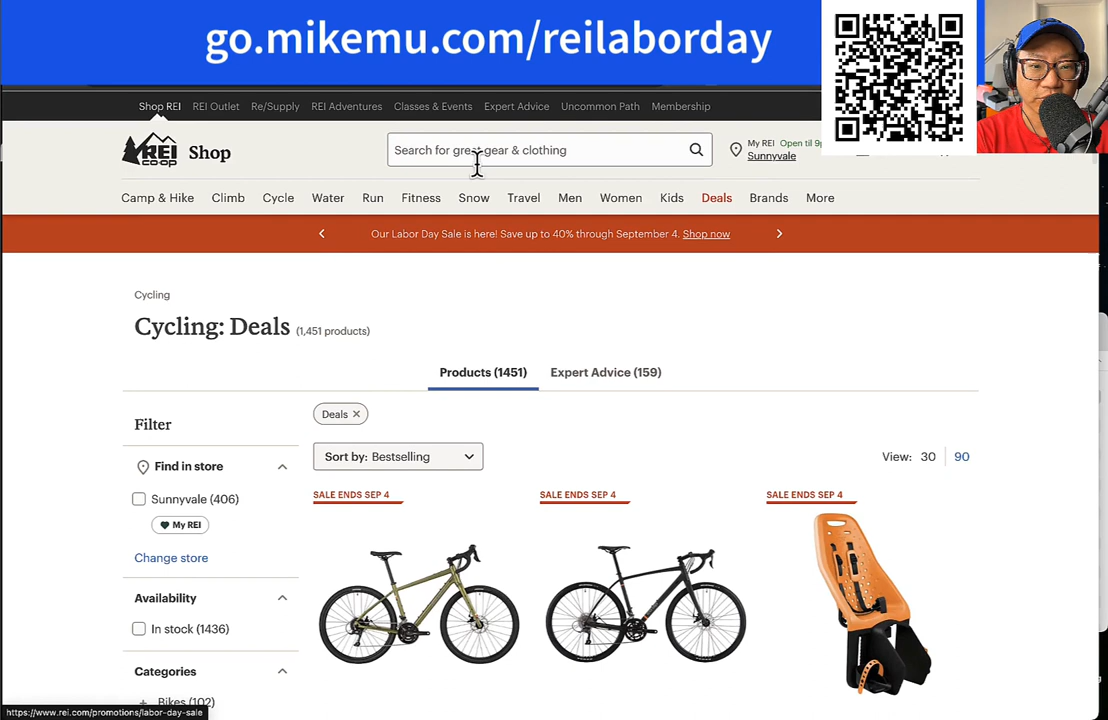 go.mikemu.com/reilaborday
Shop REI REI Outlet Re/Supply REI Adventures Classes & Events Expert Advice Uncommon Path Membership
REI CO-OP Shop
Search for great gear & clothing
My REI Open til 9p
Sunnyvale
Camp & Hike Climb Cycle Water Run Fitness Snow Travel Men Women Kids Deals Brands More
Our Labor Day Sale is here! Save up to 40% through September 4. Shop now
Cycling
Cycling: Deals (1,451 products)
Products (1451) Expert Advice (159)
Filter
Deals ×
Sort by: Bestselling
View: 30 90
Find in store
Sunnyvale (406)
My REI
Change store
Availability
In stock (1436)
Categories
+ Bikes (102)
SALE ENDS SEP 4 SALE ENDS SEP 4 SALE ENDS SEP 4
https://www.rei.com/promotions/labor-day-sale